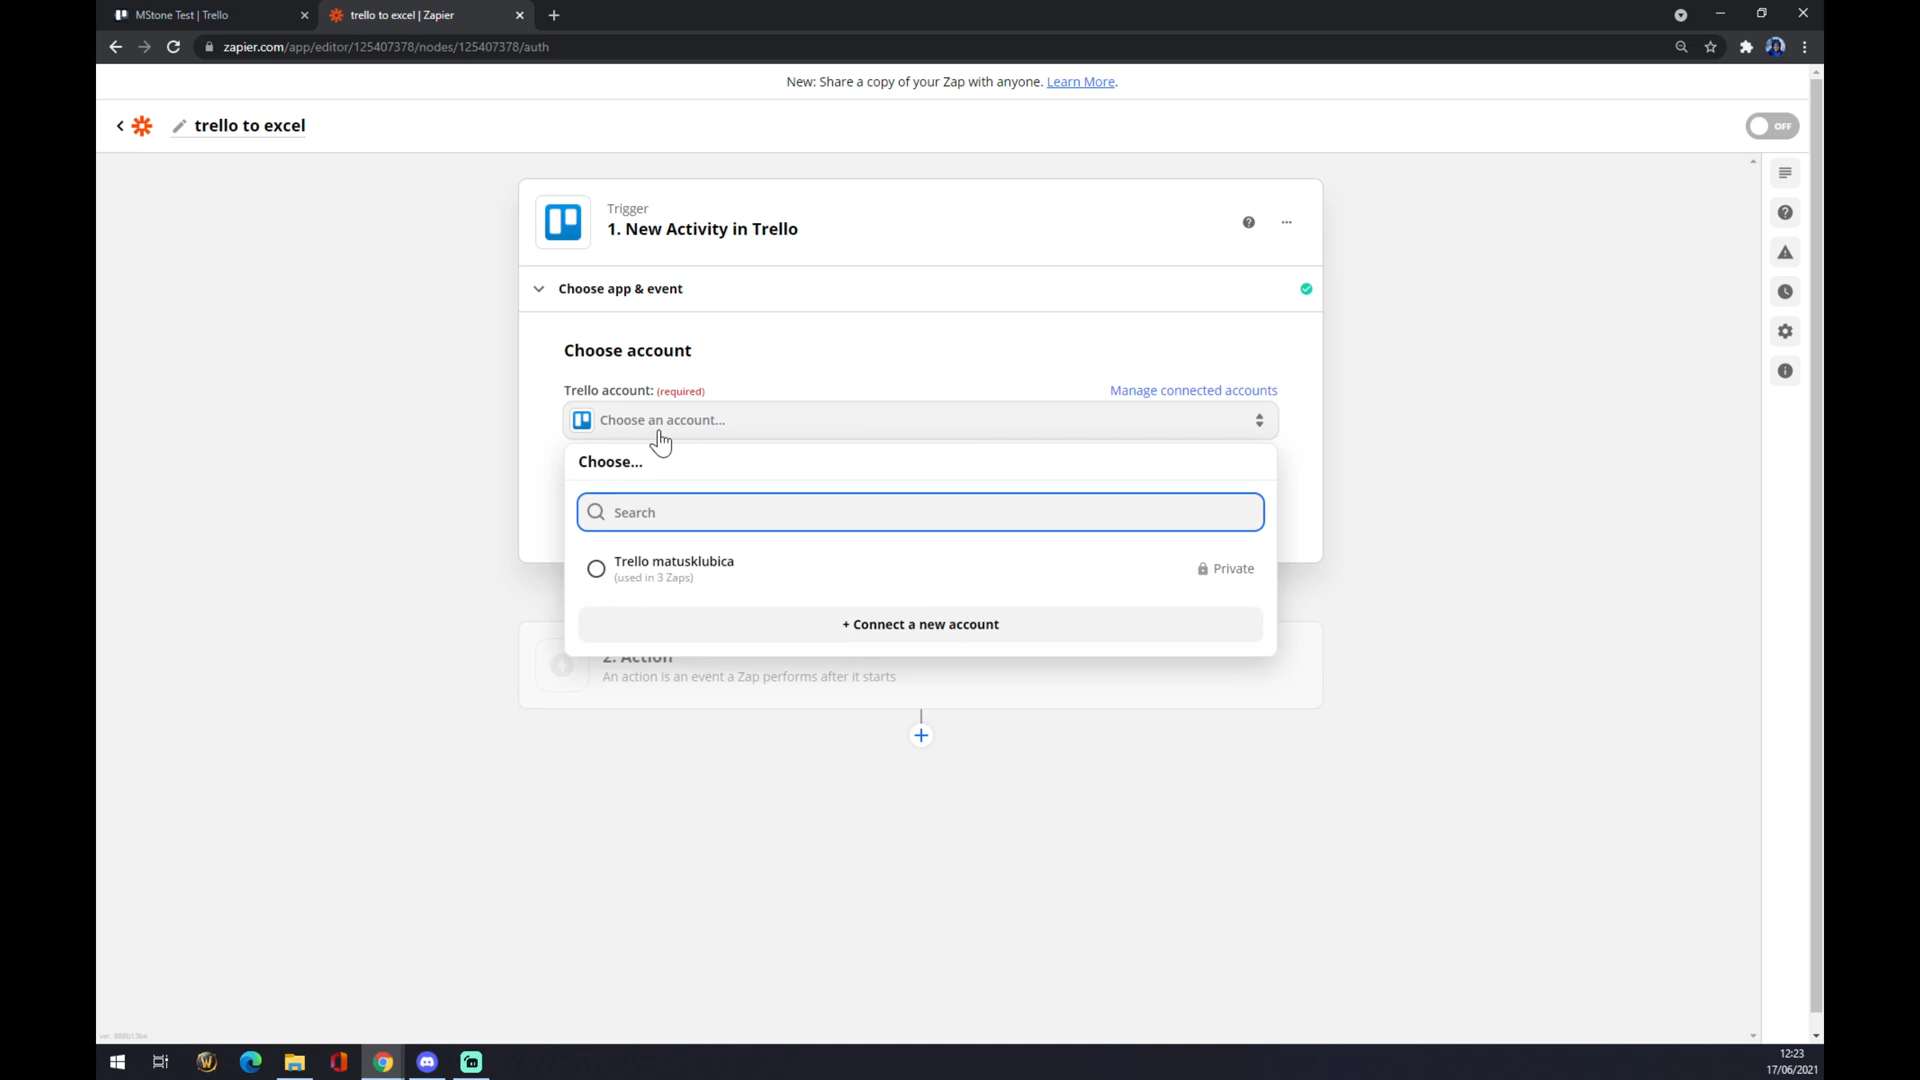 MStone Test | Trello
trello to excel | Zapier
zapier.com/app/editor/125407378/nodes/125407378/auth
New: Share a copy of your Zap with anyone. Learn More.
trello to excel
OFF
Trigger
1. New Activity in Trello
Choose app & event
Choose account
Trello account: (required)
Manage connected accounts
Choose an account...
Choose...
Search
Trello matusklubica
(used in 3 Zaps)
Private
+ Connect a new account
2. Action
An action is an event a Zap performs after it starts
12:23
17/06/2021